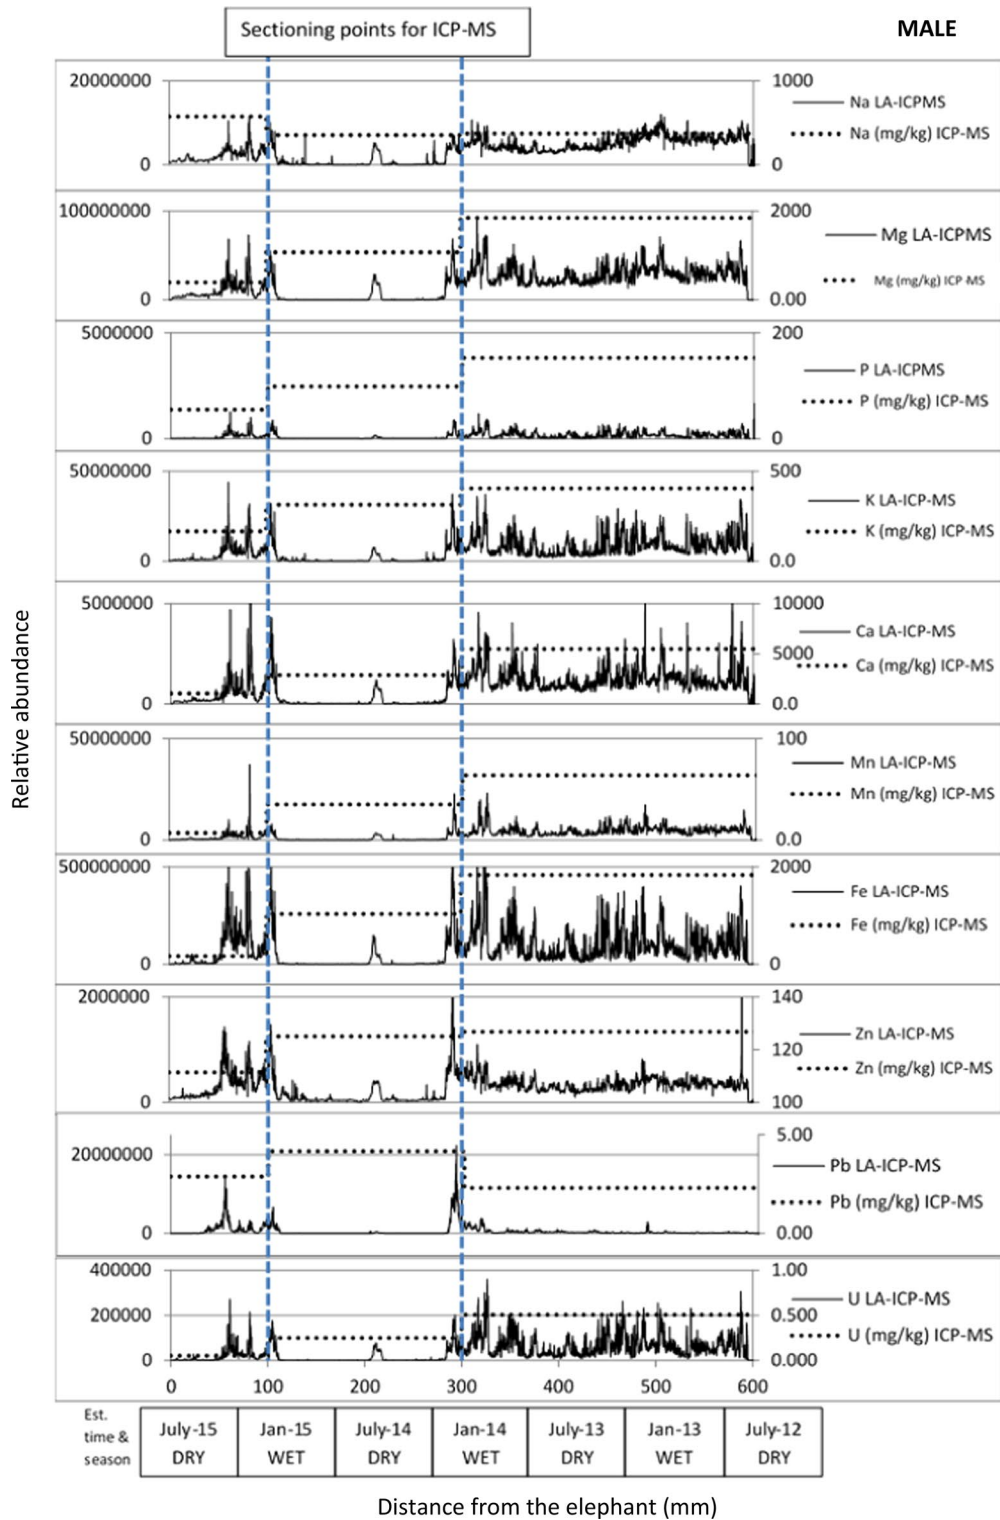 Sectioning points for ICP-MS
MALE
20000000
1000
Na LA-ICPMS
Na (mg/kg) ICP-MS
0
0
100000000
2000
Mg LA-ICPMS
Mg (mg/kg) ICP-MS
0
0.00
5000000
200
P LA-ICPMS
P (mg/kg) ICP-MS
0
0
50000000
500
K LA-ICP-MS
K (mg/kg) ICP-MS
0
0.0
5000000
10000
Ca LA-ICP-MS
5000
Ca (mg/kg) ICP-MS
0
0.0
50000000
100
Mn LA-ICP-MS
Mn (mg/kg) ICP-MS
0
0.0
500000000
2000
Fe LA-ICP-MS
Fe (mg/kg) ICP-MS
0
0
2000000
140
Zn LA-ICP-MS
120
Zn (mg/kg) ICP-MS
0
100
5.00
20000000
Pb LA-ICP-MS
Pb (mg/kg) ICP-MS
0
0.00
400000
1.00
U LA-ICP-MS
200000
0.500
U (mg/kg) ICP-MS
0
0.000
0 100 200 300 400 500 600
Relative abundance
Est.
time &
season
July-15
DRY
Jan-15
WET
July-14
DRY
Jan-14
WET
July-13
DRY
Jan-13
WET
July-12
DRY
Distance from the elephant (mm)